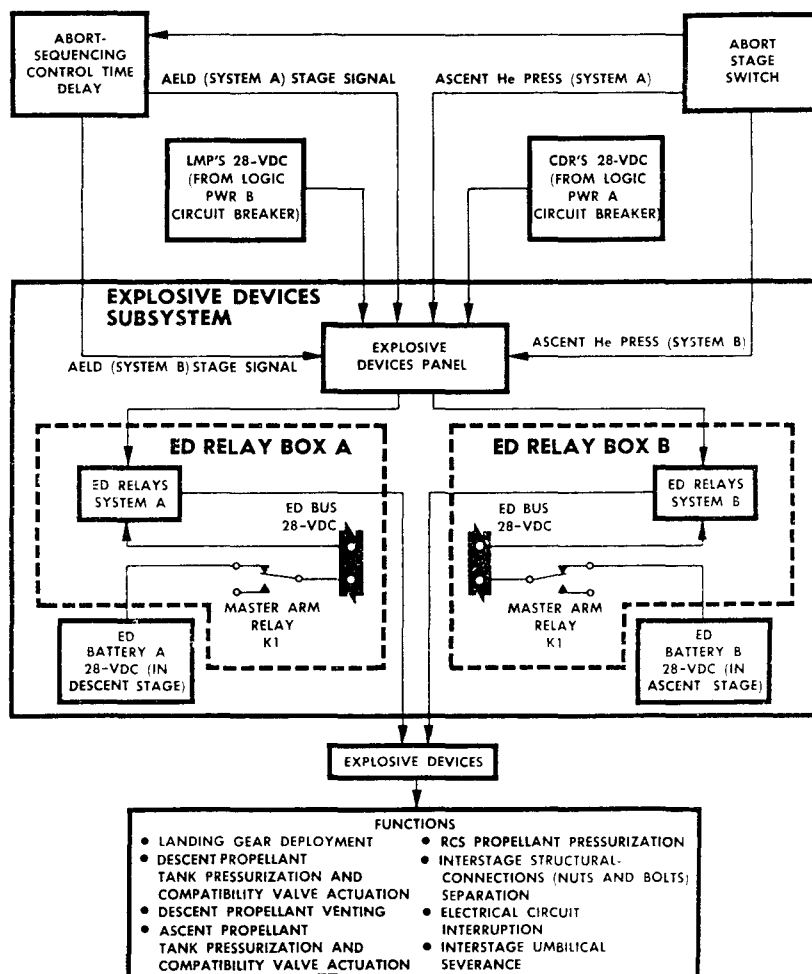 ABORT-
SEQUENCING
CONTROL TIME
DELAY
ABORT
STAGE
SWITCH
AELD (SYSTEM A) STAGE SIGNAL
ASCENT He PRESS (SYSTEM A)
LMP'S 28-VDC
(FROM LOGIC
PWR B
CIRCUIT BREAKER)
CDR'S 28-VDC
(FROM LOGIC
PWR A
CIRCUIT BREAKER)
EXPLOSIVE DEVICES
SUBSYSTEM
EXPLOSIVE
DEVICES PANEL
AELD (SYSTEM B) STAGE SIGNAL
ASCENT He PRESS (SYSTEM B)
ED RELAY BOX A
ED RELAYS
SYSTEM A
ED BUS
28-VDC
MASTER ARM
RELAY
K1
ED
BATTERY A
28-VDC (IN
DESCENT STAGE)
ED RELAY BOX B
ED RELAYS
SYSTEM B
ED BUS
28-VDC
MASTER ARM
RELAY
K1
ED
BATTERY B
28-VDC (IN
ASCENT STAGE)
EXPLOSIVE DEVICES
FUNCTIONS
• LANDING GEAR DEPLOYMENT
• DESCENT PROPELLANT
TANK PRESSURIZATION AND
COMPATIBILITY VALVE ACTUATION
• DESCENT PROPELLANT VENTING
• ASCENT PROPELLANT
TANK PRESSURIZATION AND
COMPATIBILITY VALVE ACTUATION
• RCS PROPELLANT PRESSURIZATION
• INTERSTAGE STRUCTURAL-
CONNECTIONS (NUTS AND BOLTS)
SEPARATION
• ELECTRICAL CIRCUIT
INTERRUPTION
• INTERSTAGE UMBILICAL
SEVERANCE